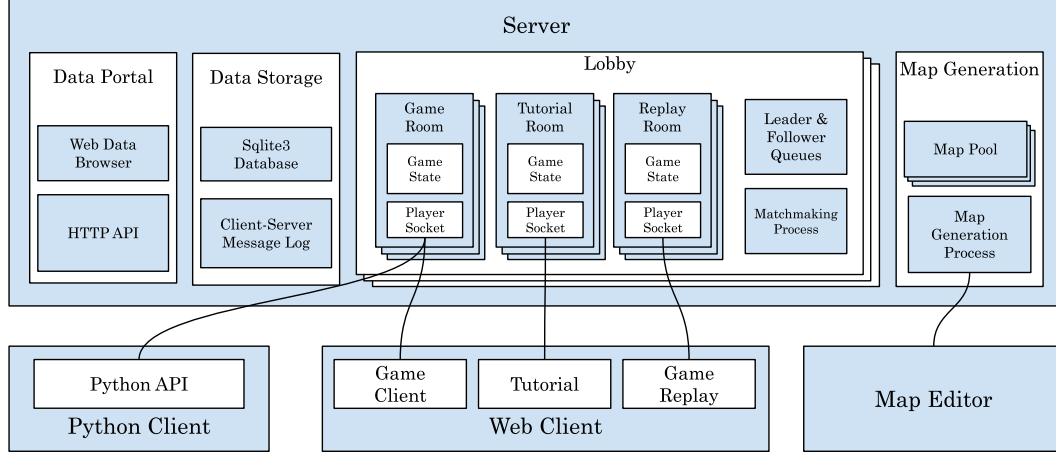 Server
Data Portal
Web Data
Browser
HTTP API
Data Storage
Sqlite3
Database
Client-Server
Message Log
Lobby
Game
Room
Game
State
Player
Socket
Tutorial
Room
Game
State
Player
Socket
Replay
Room
Game
State
Player
Socket
Leader &
Follower
Queues
Matchmaking
Process
Map Generation
Map Pool
Map
Generation
Process
Python API
Python Client
Game
Client
Tutorial
Game
Replay
Web Client
Map Editor